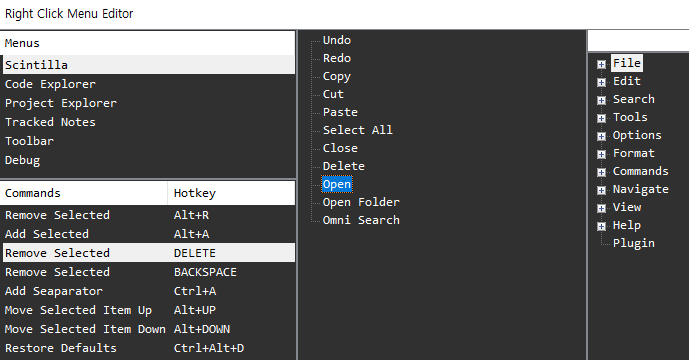 Right Click Menu Editor
Menus
Scintilla
Code Explorer
Project Explorer
Tracked Notes
Toolbar
Debug
Commands Hotkey
Remove Selected Alt+R
Add Selected Alt+A
Remove Selected DELETE
Remove Selected BACKSPACE
Add Seaparator Ctrl+A
Move Selected Item Up Alt+UP
Move Selected Item Down Alt+DOWN
Restore Defaults Ctrl+Alt+D
Undo
Redo
Copy
Cut
Paste
Select All
Close
Delete
Open
Open Folder
Omni Search
File
Edit
Search
Tools
Options
Format
Commands
Navigate
View
Help
Plugin